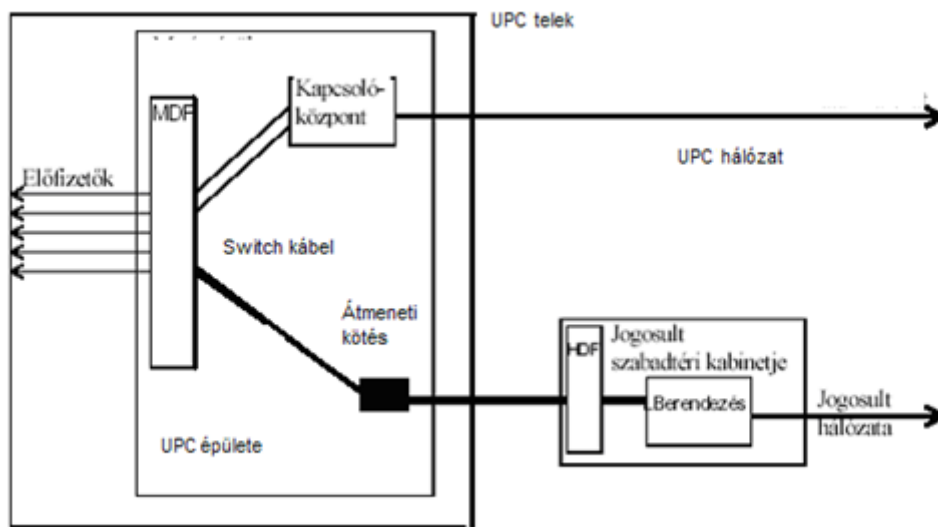 UPC telek
Kapcsoló-
központ
MDF
UPC hálózat
Előfizetők
Switch kábel
Átmeneti
kötés
HDF
Jogosult
szabadtéri kabinetje
Berendezés
Jogosult
hálózata
UPC épülete